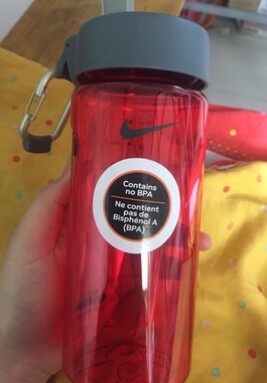 Contains
no BPA
Ne contient
pas de
Bisphénol A
(BPA)